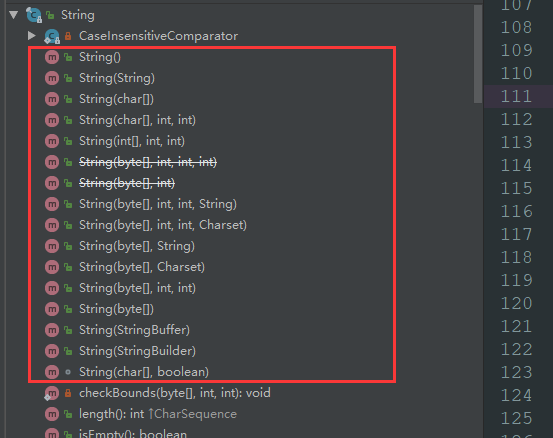 String
CaseInsensitiveComparator
String()
String(String)
String(char[])
String(char[], int, int)
String(int[], int, int)
String(byte[], int, int, int)
String(byte[], int)
String(byte[], int, int, String)
String(byte[], int, int, Charset)
String(byte[], String)
String(byte[], Charset)
String(byte[], int, int)
String(byte[])
String(StringBuffer)
String(StringBuilder)
String(char[], boolean)
checkBounds(byte[], int, int): void
length(): int ↑CharSequence
isEmpty(): boolean
107
108
109
110
111
112
113
114
115
116
117
118
119
120
121
122
123
124
125
126